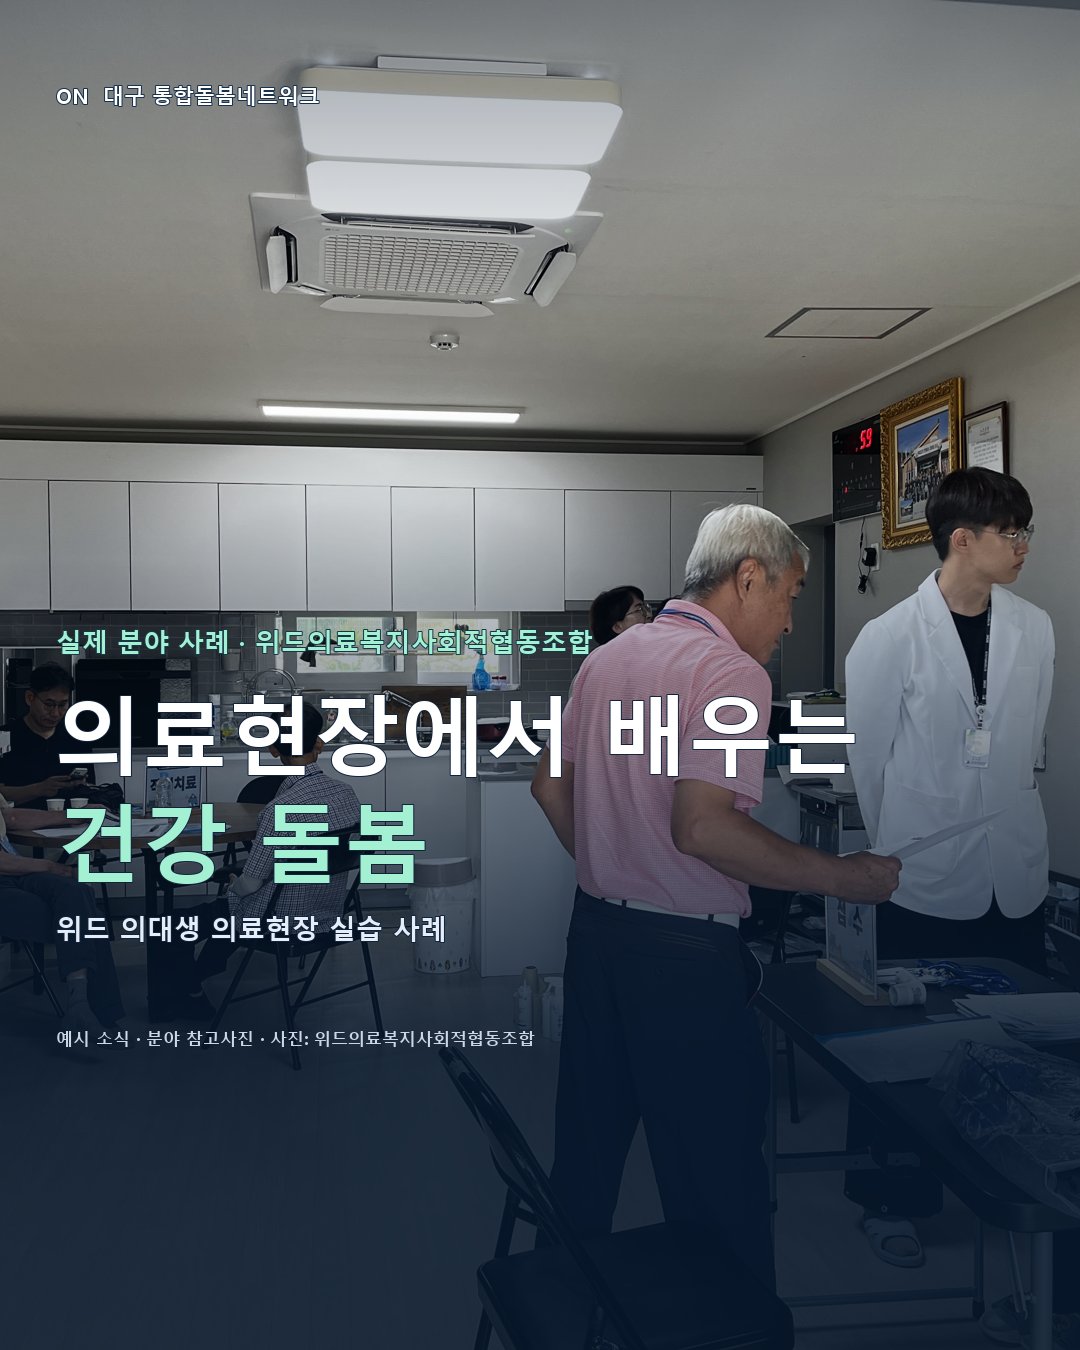 ON 대구 통합돌봄네트워크
59
실제 분야 사례 · 위드의료복지사회적협동조합
의료현장에서 배우는
건강 돌봄
위드 의대생 의료현장 실습 사례
예시 소식 · 분야 참고사진 · 사진: 위드의료복지사회적협동조합